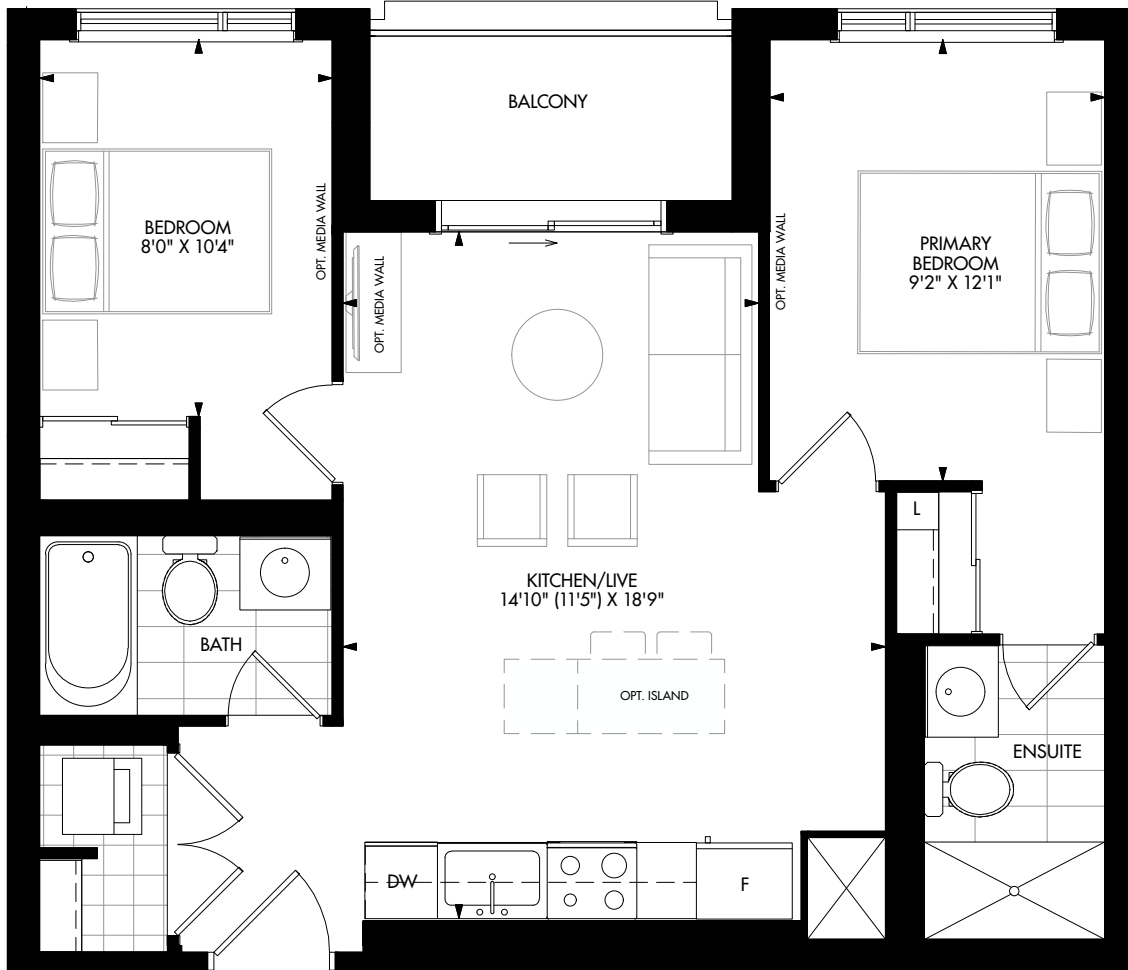 BALCONY
BEDROOM
8'0" X 10'4"
OPT. MEDIA WALL
OPT. MEDIA WALL
OPT. MEDIA WALL
PRIMARY
BEDROOM
9'2" X 12'1"
L
KITCHEN/LIVE
14'10" (11'5") X 18'9"
BATH
OPT. ISLAND
ENSUITE
DW
F